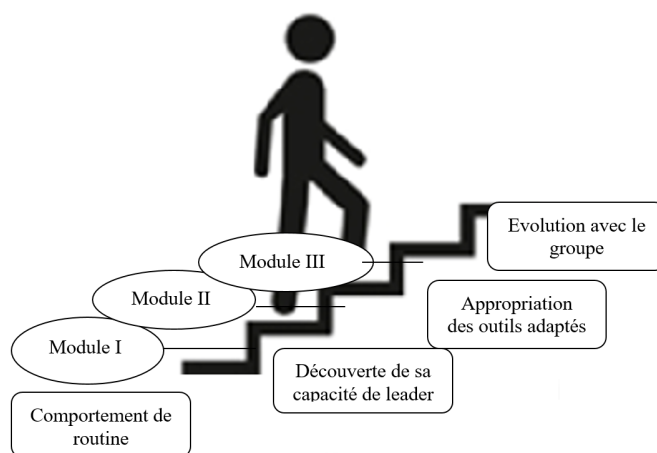 Evolution avec le
groupe
Module III
Module II
Appropriation
des outils adaptés
Module I
Découverte de sa
capacité de leader
Comportement de
routine